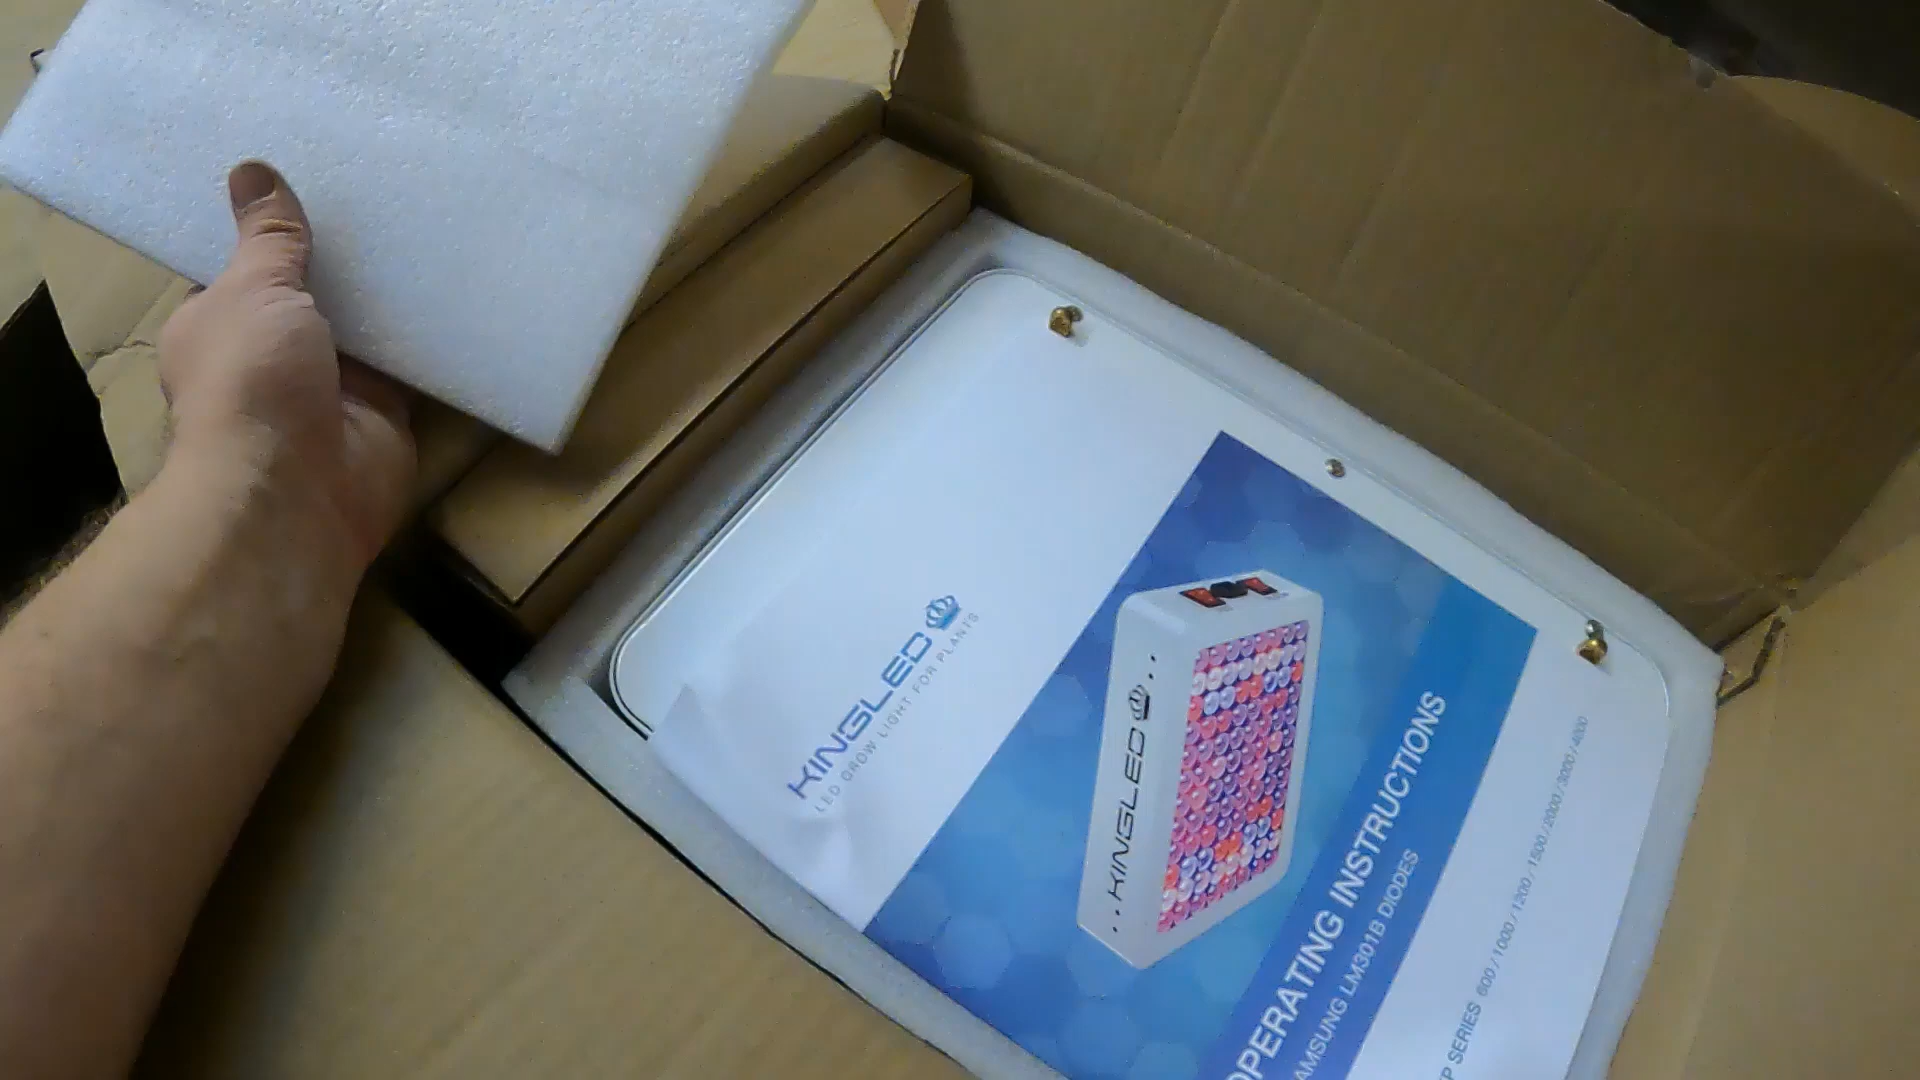 KINGLED
LED GROW LIGHT FOR PLANTS
KINGLED
OPERATING INSTRUCTIONS
SAMSUNG LM301B DIODES
SERIES 600 / 1000 / 1200 / 1500 / 2000 / 3000 / 4000